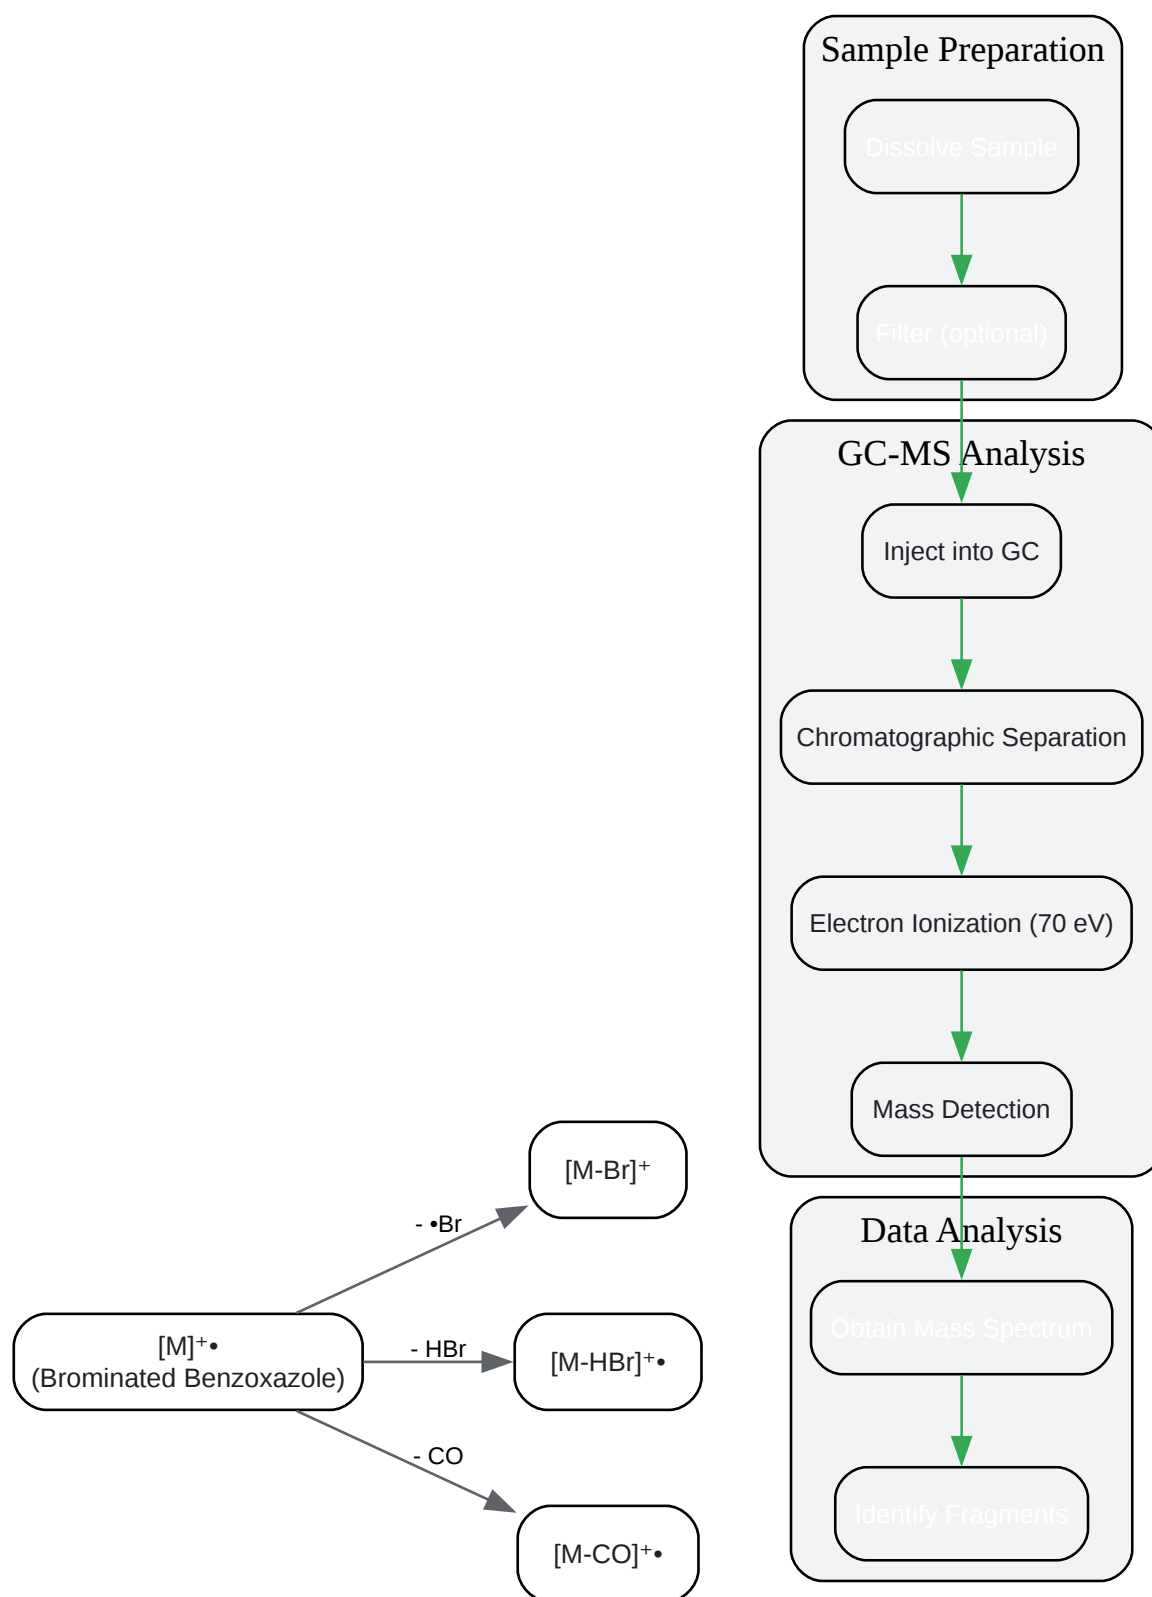 Sample Preparation
Dissolve Sample
Filter (optional)
GC-MS Analysis
Inject into GC
Chromatographic Separation
Electron Ionization (70 eV)
Mass Detection
Data Analysis
Obtain Mass Spectrum
Identify Fragments
[M]⁺•
(Brominated Benzoxazole)
- •Br
[M-Br]⁺
- HBr
[M-HBr]⁺•
- CO
[M-CO]⁺•